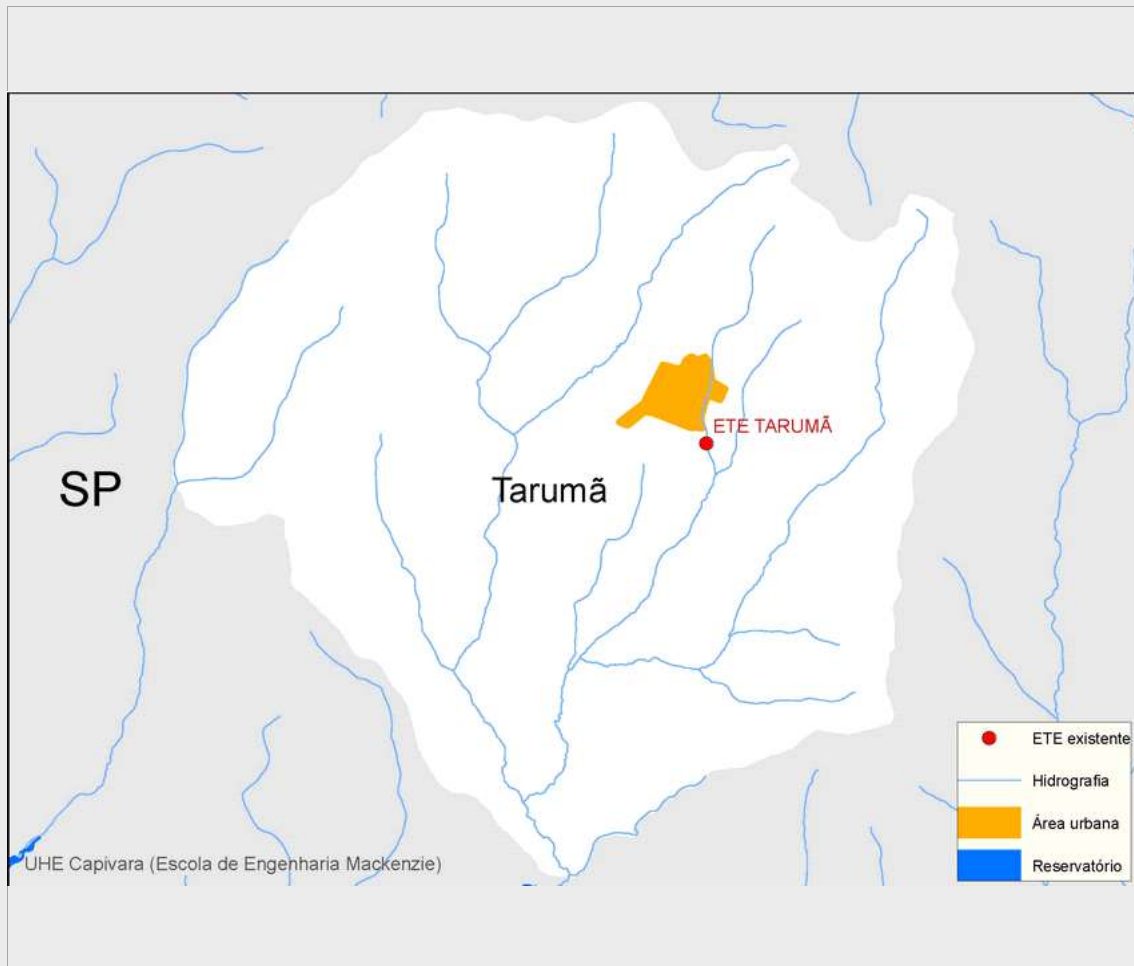 ETE TARUMÃ
SP
Tarumã
ETE existente
Hidrografia
Área urbana
Reservatório
UHE Capivara (Escola de Engenharia Mackenzie)